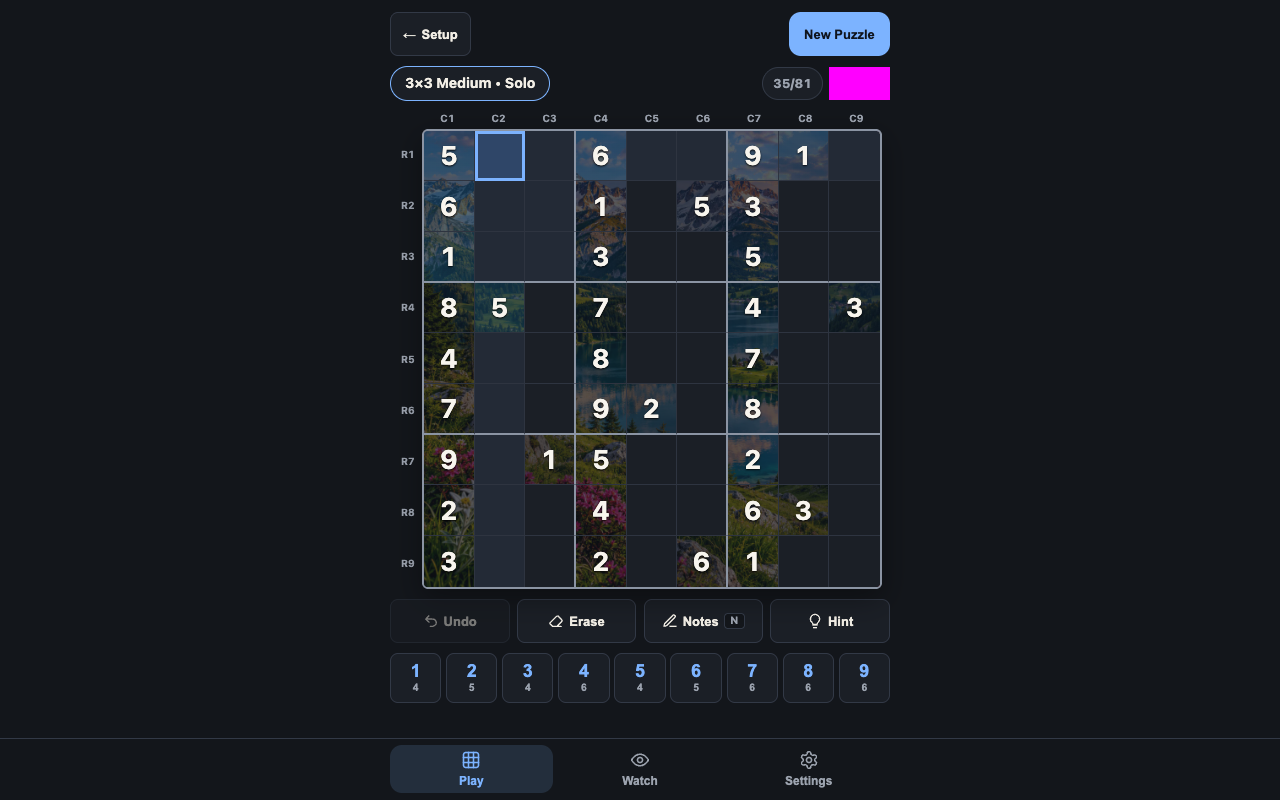 ← Setup
New Puzzle
3×3 Medium • Solo
35/81
C1 C2 C3 C4 C5 C6 C7 C8 C9
R1 5 6 9 1
R2 6 1 5 3
R3 1 3 5
R4 8 5 7 4 3
R5 4 8 7
R6 7 9 2 8
R7 9 1 5 2
R8 2 4 6 3
R9 3 2 6 1
Undo Erase Notes N Hint
1 2 3 4 5 6 7 8 9
4 5 4 6 4 5 6 6 6
Play Watch Settings